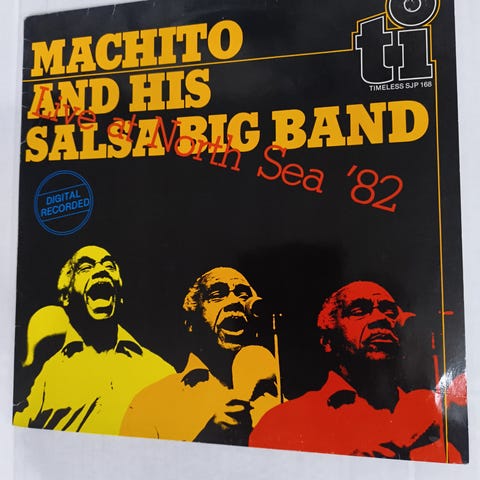 MACHITO
AND HIS
SALSA BIG BAND
Live at North Sea '82
ti
TIMELESS SJP 168
DIGITAL
RECORDED